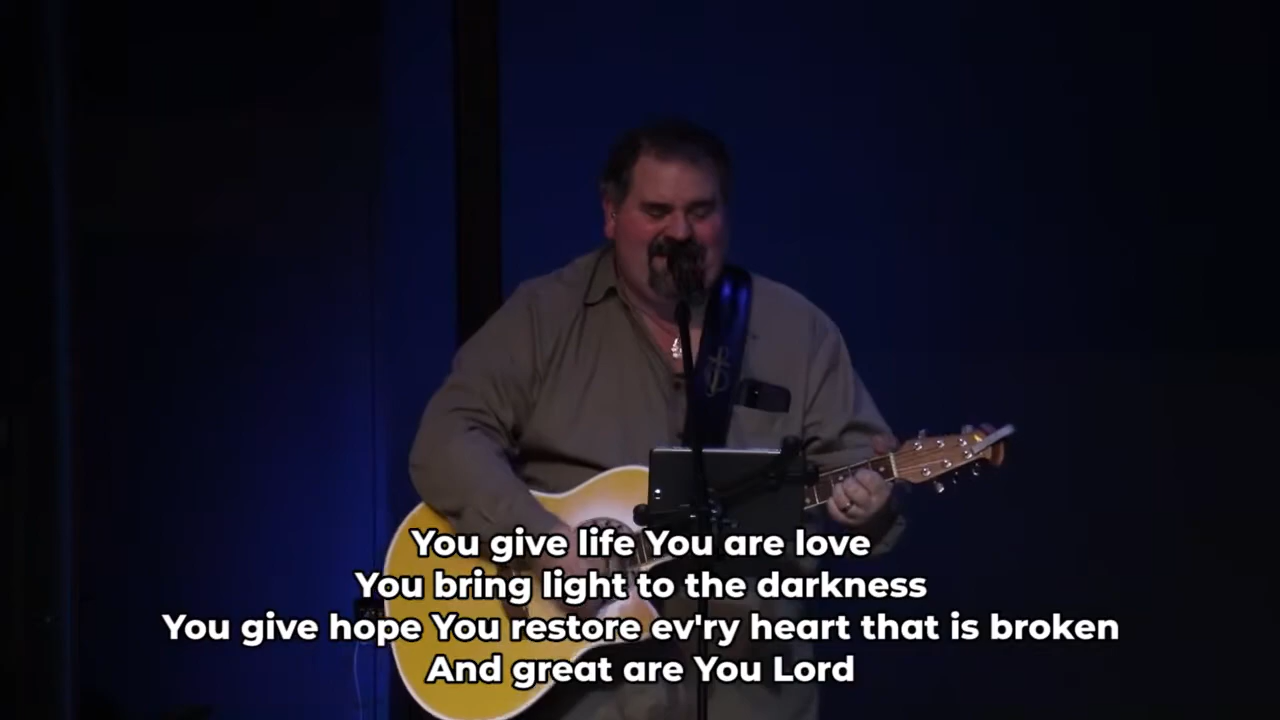 You give life You are love
You bring light to the darkness
You give hope You restore ev'ry heart that is broken
And great are You Lord